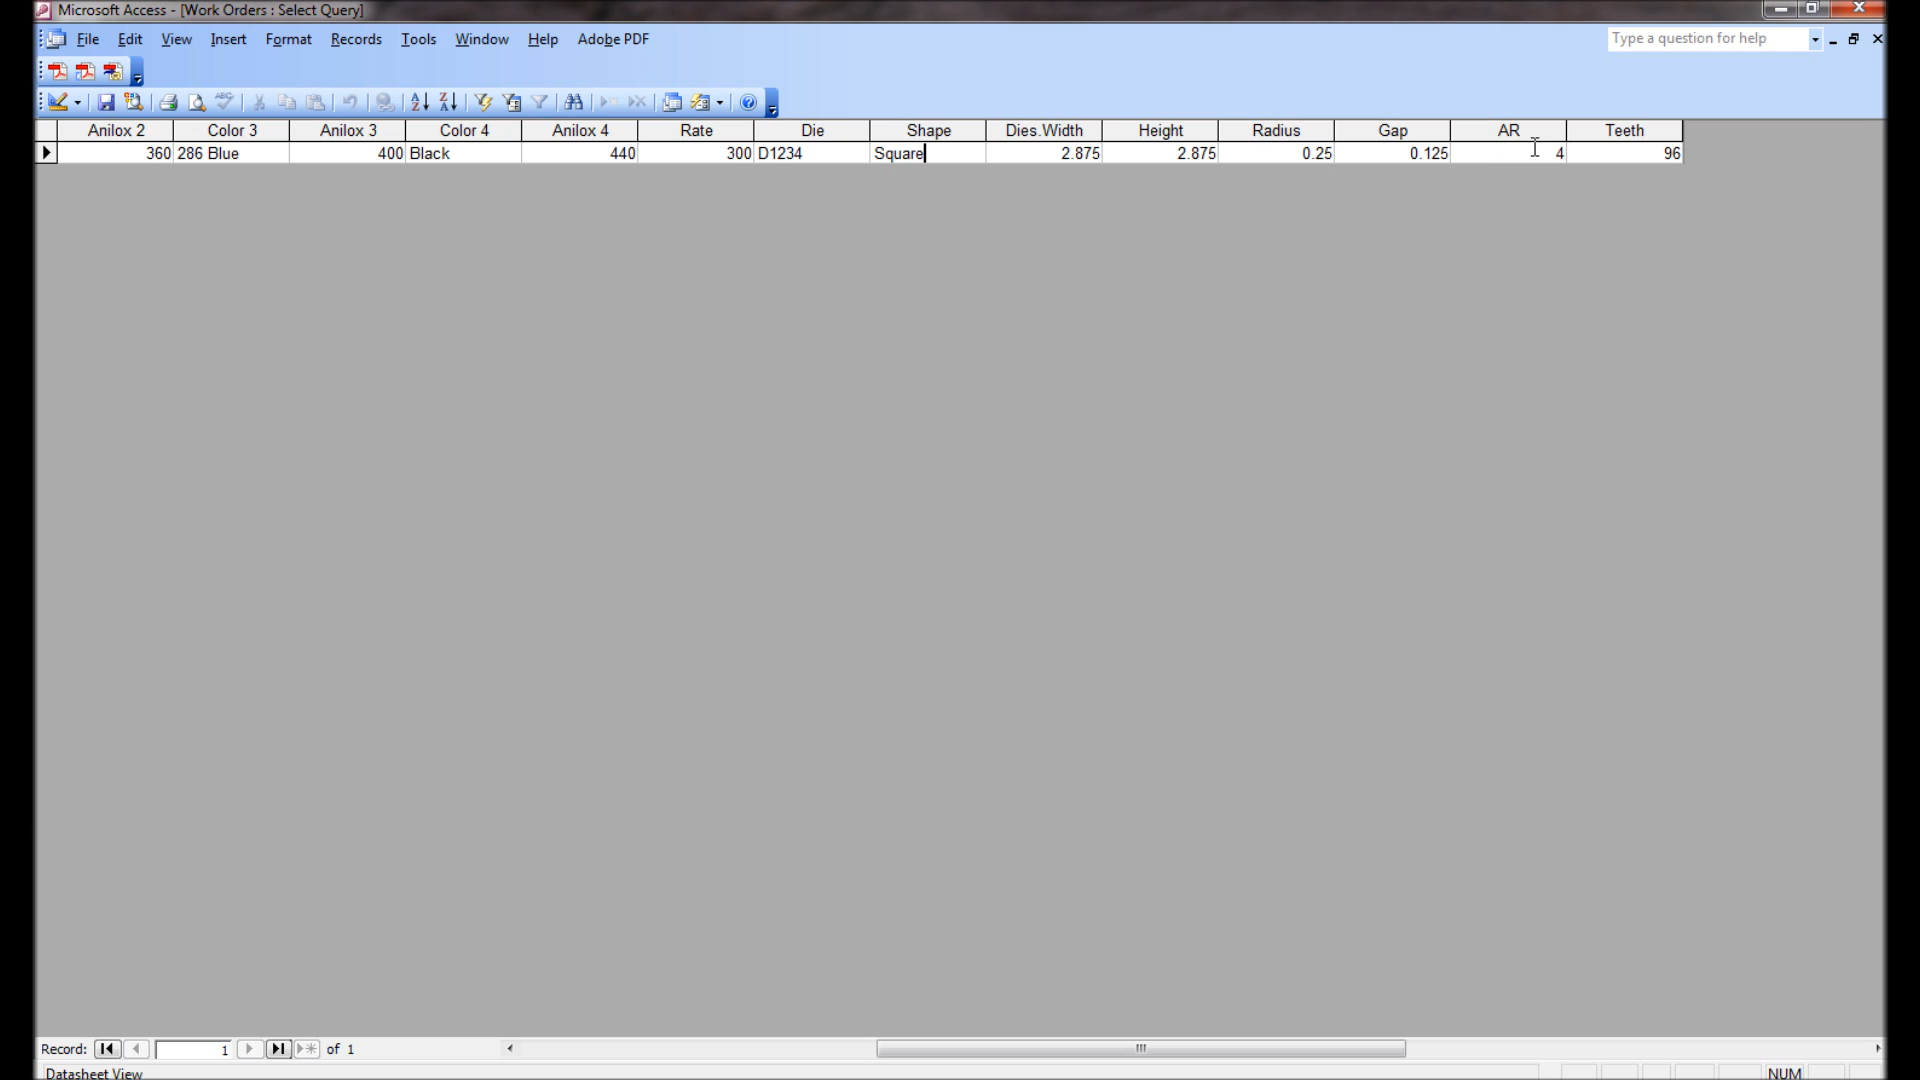 Microsoft Access - [Work Orders : Select Query]
File Edit View Insert Format Records Tools Window Help Adobe PDF Type a question for help
Anilox 2 Color 3 Anilox 3 Color 4 Anilox 4 Rate Die Shape Dies.Width Height Radius Gap AR Teeth
360 286 Blue 400 Black 440 300 D1234 Square 2.875 2.875 0.25 0.125 4 96
Record: 1 of 1
Datasheet View NUM